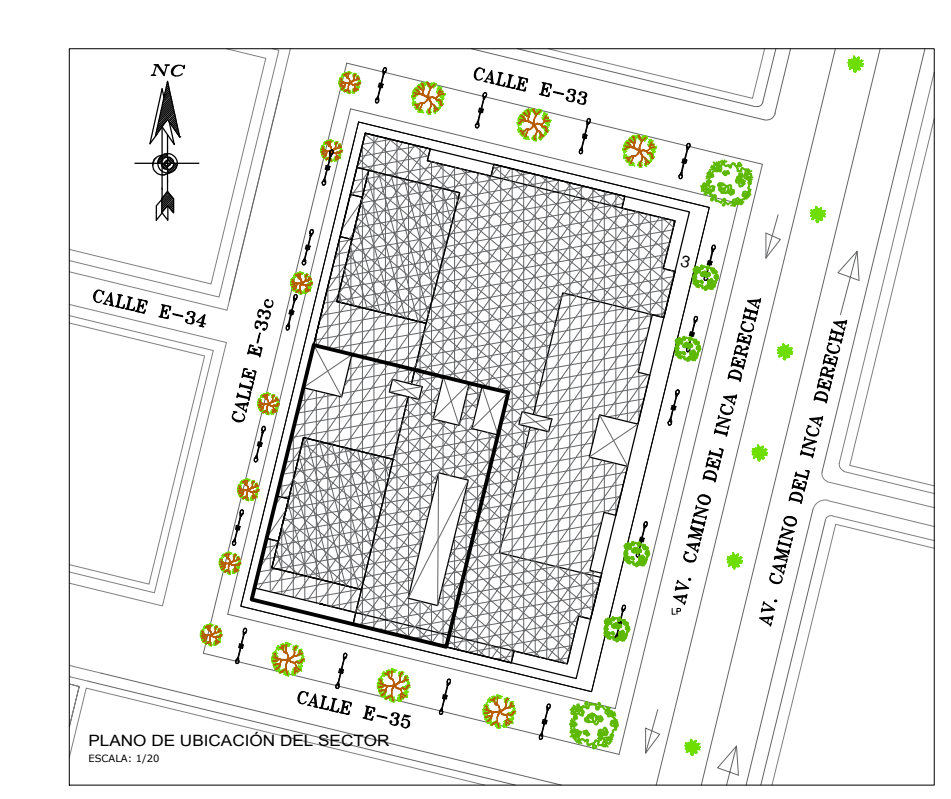 NC
CALLE E-33
CALLE E-34
CALLE E-33c
3
AV. CAMINO DEL INCA DERECHA
AV. CAMINO DEL INCA DERECHA
LP
CALLE E-35
PLANO DE UBICACIÓN DEL SECTOR
ESCALA: 1/20